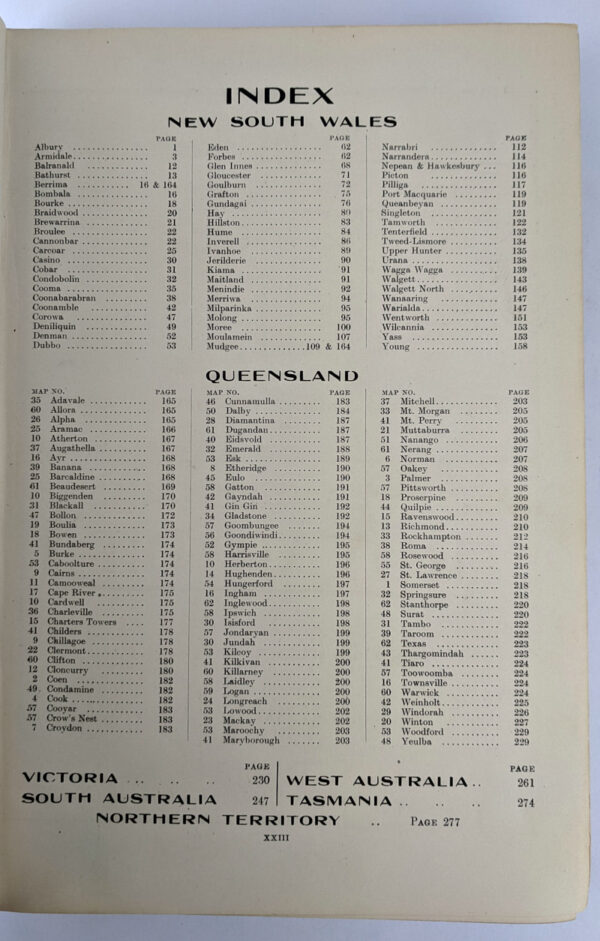 INDEX
NEW SOUTH WALES
PAGE
Albury 1
Armidale 3
Balranald 12
Bathurst 13
Berrima 16 & 164
Bombala 16
Bourke 18
Braidwood 20
Brewarrina 21
Broulee 22
Cannonbar 22
Carcoar 25
Casino 30
Cobar 31
Condobolin 32
Cooma 35
Coonabarabran 38
Coonamble 42
Corowa 47
Deniliquin 49
Denman 52
Dubbo 53
PAGE
Eden 62
Forbes 62
Glen Innes 68
Gloucester 71
Goulburn 72
Grafton 75
Gundagai 76
Hay 80
Hillston 83
Hume 84
Inverell 86
Ivanhoe 89
Jerilderie 90
Kiama 91
Maitland 91
Menindie 92
Merriwa 94
Milparinka 95
Molong 95
Moree 100
Moulamein 107
Mudgee 109 & 164
PAGE
Narrabri 112
Narrandera 114
Nepean & Hawkesbury 116
Picton 116
Pilliga 117
Port Macquarie 119
Queanbeyan 119
Singleton 121
Tamworth 122
Tenterfield 132
Tweed-Lismore 134
Upper Hunter 135
Urana 138
Wagga Wagga 139
Walgett 143
Walgett North 146
Wanaaring 147
Warialda 147
Wentworth 151
Wilcannia 153
Yass 153
Young 158
QUEENSLAND
MAP NO. PAGE
35 Adavale 165
60 Allora 165
26 Alpha 165
25 Aramac 166
10 Atherton 167
37 Augathella 167
16 Ayr 168
39 Banana 168
25 Barcaldine 168
61 Beaudesert 169
10 Biggenden 170
31 Blackall 170
47 Bollon 172
19 Boulia 173
18 Bowen 173
41 Bundaberg 174
5 Burke 174
53 Caboolture 174
9 Cairns 174
11 Camooweal 174
17 Cape River 175
10 Cardwell 175
36 Charleville 175
15 Charters Towers 177
41 Childers 178
9 Chillagoe 178
22 Clermont 178
60 Clifton 180
12 Cloncurry 180
2 Coen 182
49 Condamine 182
4 Cook 182
57 Cooyar 183
57 Crow's Nest 183
7 Croydon 183
MAP NO. PAGE
46 Cunnamulla 183
50 Dalby 184
28 Diamantina 187
61 Dugandan 187
40 Eidsvold 187
32 Emerald 188
53 Esk 189
8 Etheridge 190
45 Eulo 190
58 Gatton 191
42 Gayndah 191
41 Gin Gin 192
34 Gladstone 192
57 Goombungee 194
56 Goondiwindi 194
52 Gympie 195
58 Harrisville 195
10 Herberton 196
14 Hughenden 196
54 Hungerford 197
16 Ingham 197
62 Inglewood 198
58 Ipswich 198
30 Isisford 198
57 Jondaryan 199
30 Jundah 199
53 Kilcoy 199
41 Kilkivan 200
60 Killarney 200
58 Laidley 200
59 Logan 200
24 Longreach 200
53 Lowood 202
23 Mackay 202
53 Maroochy 203
41 Maryborough 203
MAP NO. PAGE
37 Mitchell 203
33 Mt. Morgan 205
41 Mt. Perry 205
21 Muttaburra 205
51 Nanango 206
61 Nerang 207
6 Norman 207
57 Oakey 208
3 Palmer 208
57 Pittsworth 208
18 Proserpine 209
44 Quilpie 209
15 Ravenswood 210
13 Richmond 210
33 Rockhampton 212
38 Roma 214
58 Rosewood 216
55 St. George 216
27 St. Lawrence 218
1 Somerset 218
32 Springsure 218
62 Stanthorpe 220
48 Surat 220
31 Tambo 222
39 Taroom 222
62 Texas 223
43 Thargomindah 223
41 Tiaro 224
57 Toowoomba 224
16 Townsville 224
60 Warwick 224
42 Weinholt 225
29 Windorah 226
20 Winton 227
53 Woodford 229
48 Yeulba 229
PAGE
VICTORIA 230
SOUTH AUSTRALIA 247
PAGE
WEST AUSTRALIA 261
TASMANIA 274
NORTHERN TERRITORY PAGE 277
XXIII